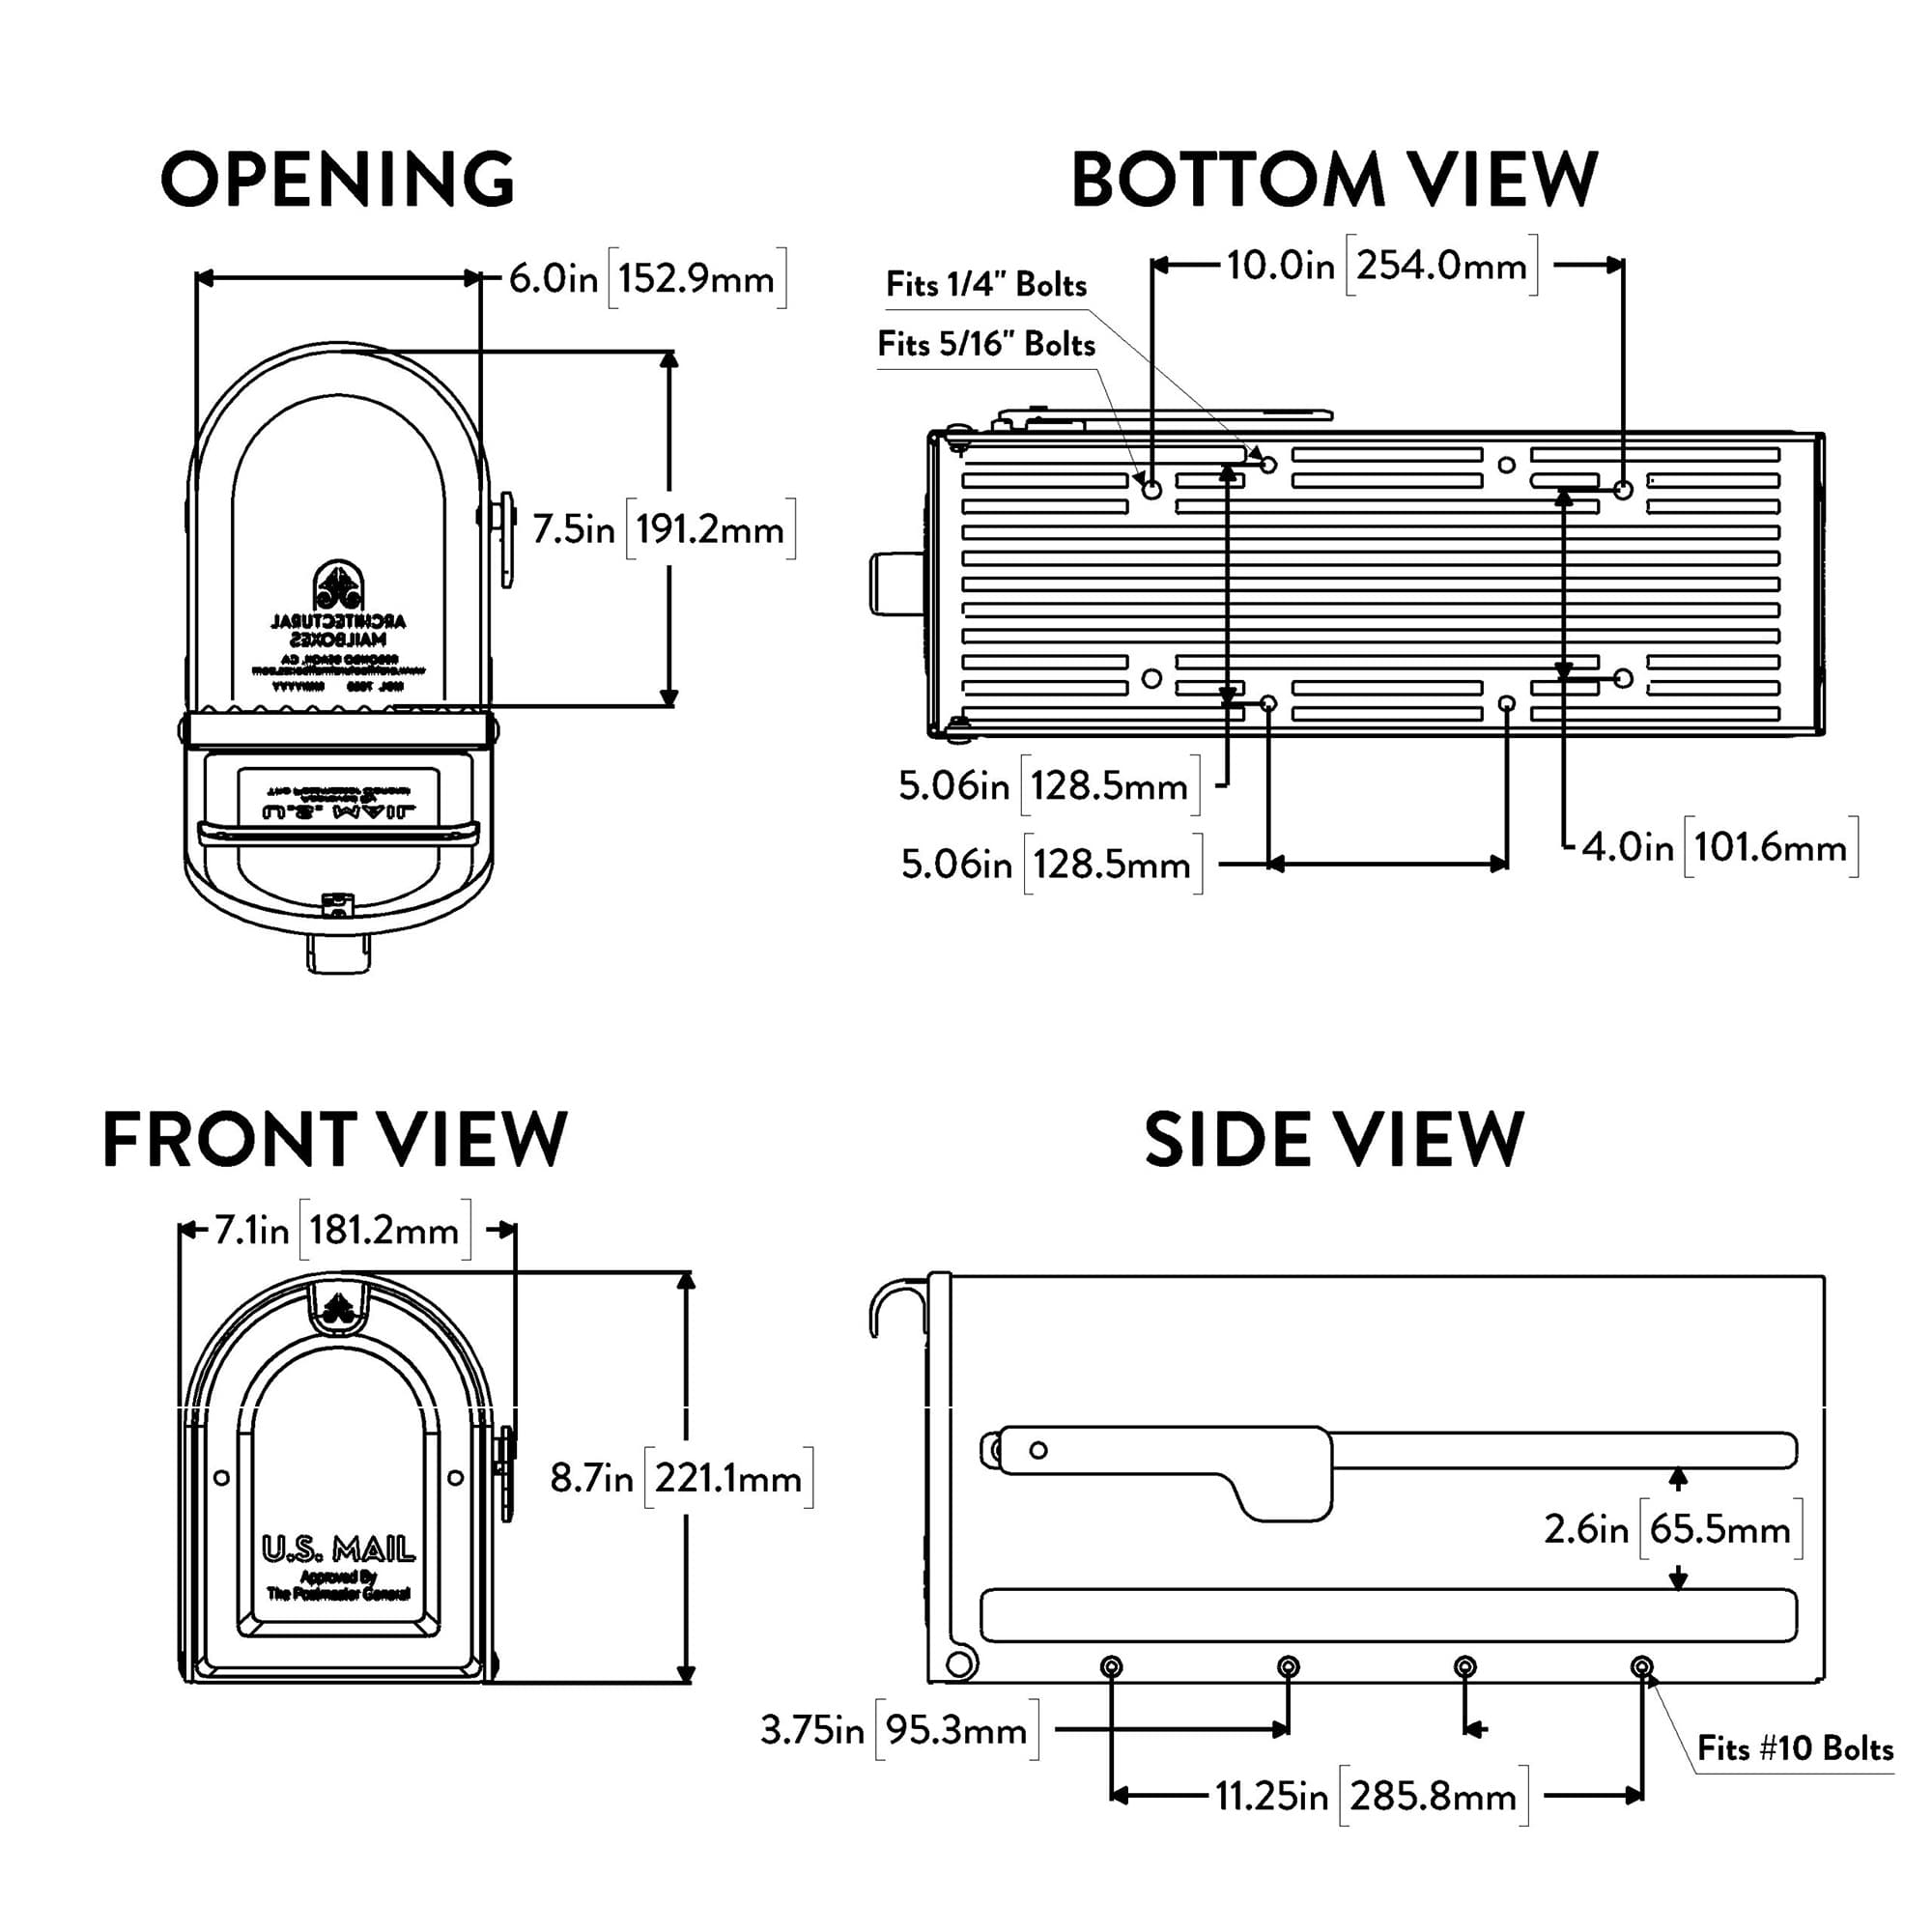 OPENING
6.0in [152.9mm]
7.5in [191.2mm]
ARCHITECTURAL
MAILBOXES
U.S. MAIL
BOTTOM VIEW
10.0in [254.0mm]
Fits 1/4" Bolts
Fits 5/16" Bolts
5.06in [128.5mm]
5.06in [128.5mm]
4.0in [101.6mm]
FRONT VIEW
7.1in [181.2mm]
8.7in [221.1mm]
U.S. MAIL
Approved By
The Postmaster General
SIDE VIEW
2.6in [65.5mm]
3.75in [95.3mm]
11.25in [285.8mm]
Fits #10 Bolts